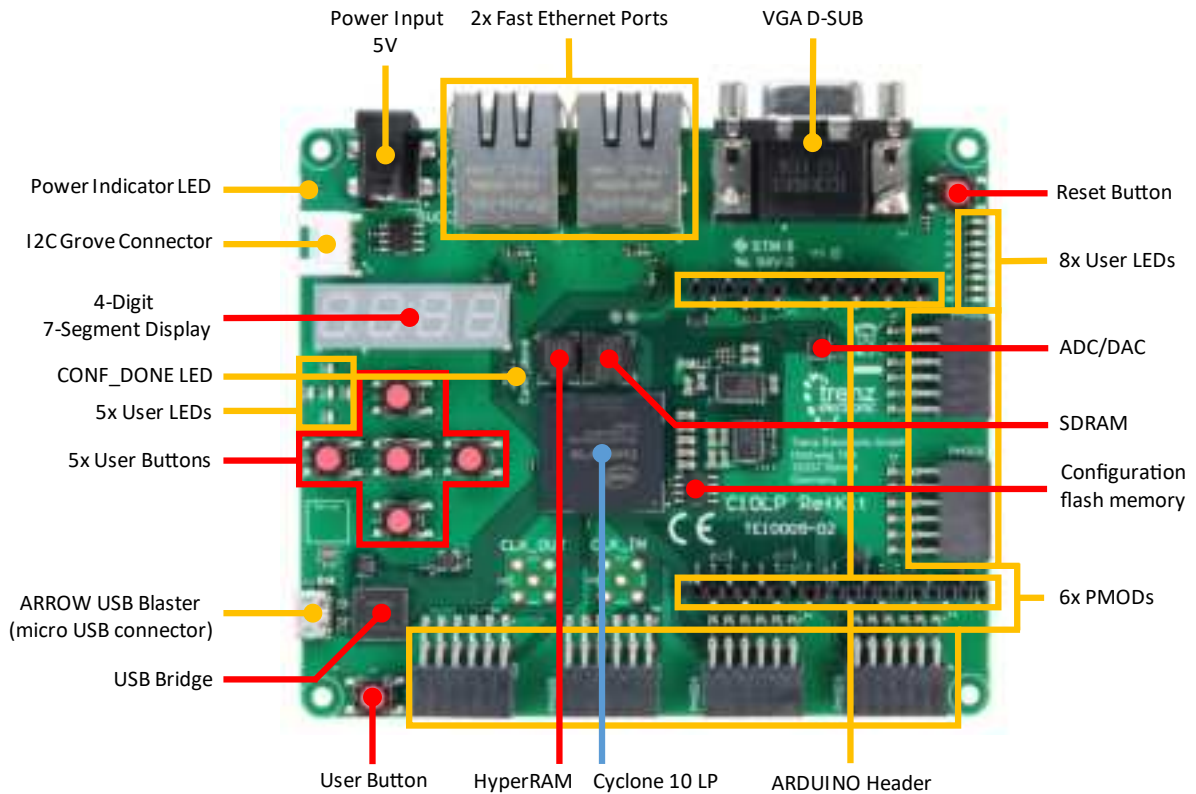 Power Input
5V
2x Fast Ethernet Ports
VGA D-SUB
Power Indicator LED
Reset Button
I2C Grove Connector
8x User LEDs
4-Digit
7-Segment Display
ADC/DAC
CONF_DONE LED
5x User LEDs
trenz
electronic
SDRAM
5x User Buttons
Configuration
flash memory
C10LP RefKit
TEI0009-02
CE
CLK_OUT
CLK_IN
ARROW USB Blaster
(micro USB connector)
6x PMODs
USB Bridge
User Button
HyperRAM
Cyclone 10 LP
ARDUINO Header